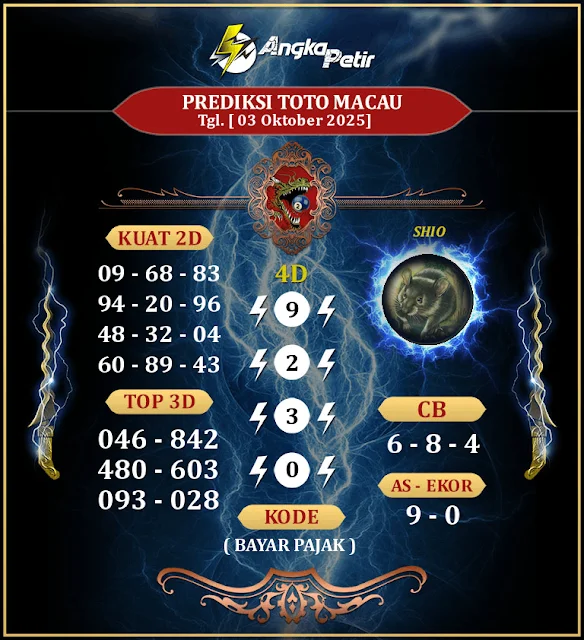 Angka
Petir
PREDIKSI TOTO MACAU
Tgl. [ 03 Oktober 2025]
KUAT 2D
09 - 68 - 83
94 - 20 - 96
48 - 32 - 04
60 - 89 - 43
TOP 3D
046 - 842
480 - 603
093 - 028
4D
9
2
3
0
KODE
( BAYAR PAJAK )
SHIO
CB
6 - 8 - 4
AS - EKOR
9 - 0